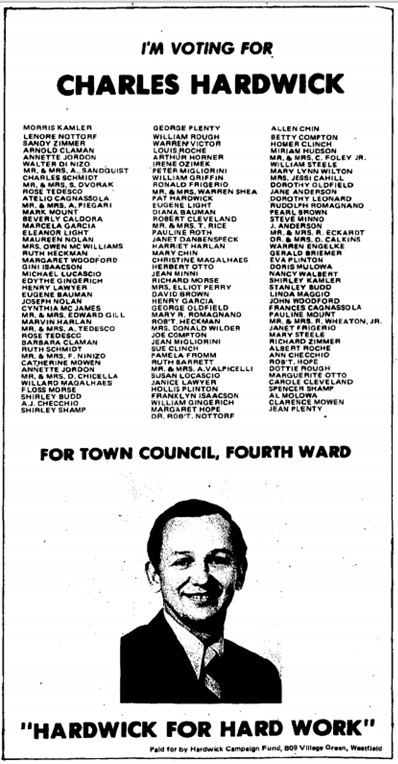 I'M VOTING FOR
CHARLES HARDWICK
MORRIS KAMLER
LENORE NOTTORF
SANDY ZIMMER
ARNOLD CLAMAN
ANNETTE JORDON
WALTER DI NIZO
MR. & MRS. A. SANDQUIST
CHARLES SCHMIDT
MR. & MRS. S. DVORAK
ROSE TEDESCO
ATELIO CAGNASSOLA
MR. & MRS. A. PIEGARI
MARK MOUNT
BEVERLY CALDORA
MARCELA GARCIA
ELEANOR LIGHT
MAUREEN NOLAN
MRS. OWEN MC WILLIAMS
RUTH HECKMAN
MARGARET WOODFORD
GINI ISAACSON
MICHAEL LUCASCIO
EDYTHE GINGERICH
HENRY LAWYER
EUGENE BAUMAN
JOSEPH NOLAN
CYNTHIA C. JAMES
MR. & MRS. EDWARD GILL
MARVIN HARLAN
MR. & MRS. A. TEDESCO
ROSE TEDESCO
BARBARA CLAMAN
RUTH SCHMIDT
MR. & MRS. F. NINIZO
CATHERINE MOWEN
ANNETTE JORDON
MR. & MRS. D. CHICELLA
WILLARD MAGALHAES
FLOSS MORSE
SHIRLEY BUDD
A.J. CHECCHIO
SHIRLEY SHAMP
GEORGE PLENTY
WILLIAM ROUGH
WARREN VICTOR
LOUIS ROCHE
ARTHUR HORNER
IRENE OZIMEK
PETER MIGLIORINI
WILLIAM GRIFFIN
RONALD FRIGERIO
MR. & MRS. WARREN SHEA
PAT HARDWICK
EUGENE LIGHT
DIANA BAUMAN
ROBERT CLEVELAND
MR. & MRS. T. RICE
PAULINE ROTH
JANET DANBENSPECK
HARRIET HARLAN
MARY CHIN
CHRISTINE MAGALHAES
HERBERT OTTO
JEAN MINNI
RICHARD MORSE
MRS. ELLIOT PERRY
DAVID BROWN
HENRY GARCIA
GEORGE OLDFIELD
MARY R. ROMAGNANO
ROB'T. HECKMAN
MRS. DONALD WILDER
JOE COMPTON
JEAN MIGLIORINI
SUE CLINCH
PAMELA FROMM
RUTH BARRETT
MR. & MRS. A. VALPICELLI
SUSAN LOCASCIO
JANICE LAWYER
HOLLIS PLINTON
FRANKLYN ISAACSON
WILLIAM GINGERICH
MARGARET HOPE
DR. ROB'T. NOTTORF
ALLEN CHIN
BETTY COMPTON
HOMER CLINCH
MIRIAM HUDSON
MR. & MRS. C. FOLEY JR.
WILLIAM STEELE
MARY LYNN WILTON
MRS. JESSI CAHILL
DOROTHY OLDFIELD
JANE ANDERSON
DOROTHY LEONARD
RUDOLPH ROMAGNANO
PEARL BROWN
STEVE MINNO
J. ANDERSON
MR. & MRS. R. ECKARDT
DR. & MRS. D. CALKINS
WARREN ENGELKE
GERALD BRIEMER
EVA PLINTON
DORIS MULOWA
NANCY WALBERT
SHIRLEY KAMLER
STANLEY BUDD
LINDA MAGGIO
JOHN WOODFORD
FRANCES CAGNASSOLA
PAULINE MOUNT
MR. & MRS. R. WHEATON, JR.
JANET FRIGERIO
MARY STEELE
RICHARD ZIMMER
ALBERT ROCHE
ANN CHECCHIO
ROB'T. HOPE
DOTTIE ROUGH
MARGUERITE OTTO
CAROLE CLEVELAND
SPENCER SHAMP
AL MOLOWA
CLARENCE MOWEN
JEAN PLENTY
FOR TOWN COUNCIL, FOURTH WARD
"HARDWICK FOR HARD WORK"
Paid for by Hardwick Campaign Fund, 809 Village Green, Westfield